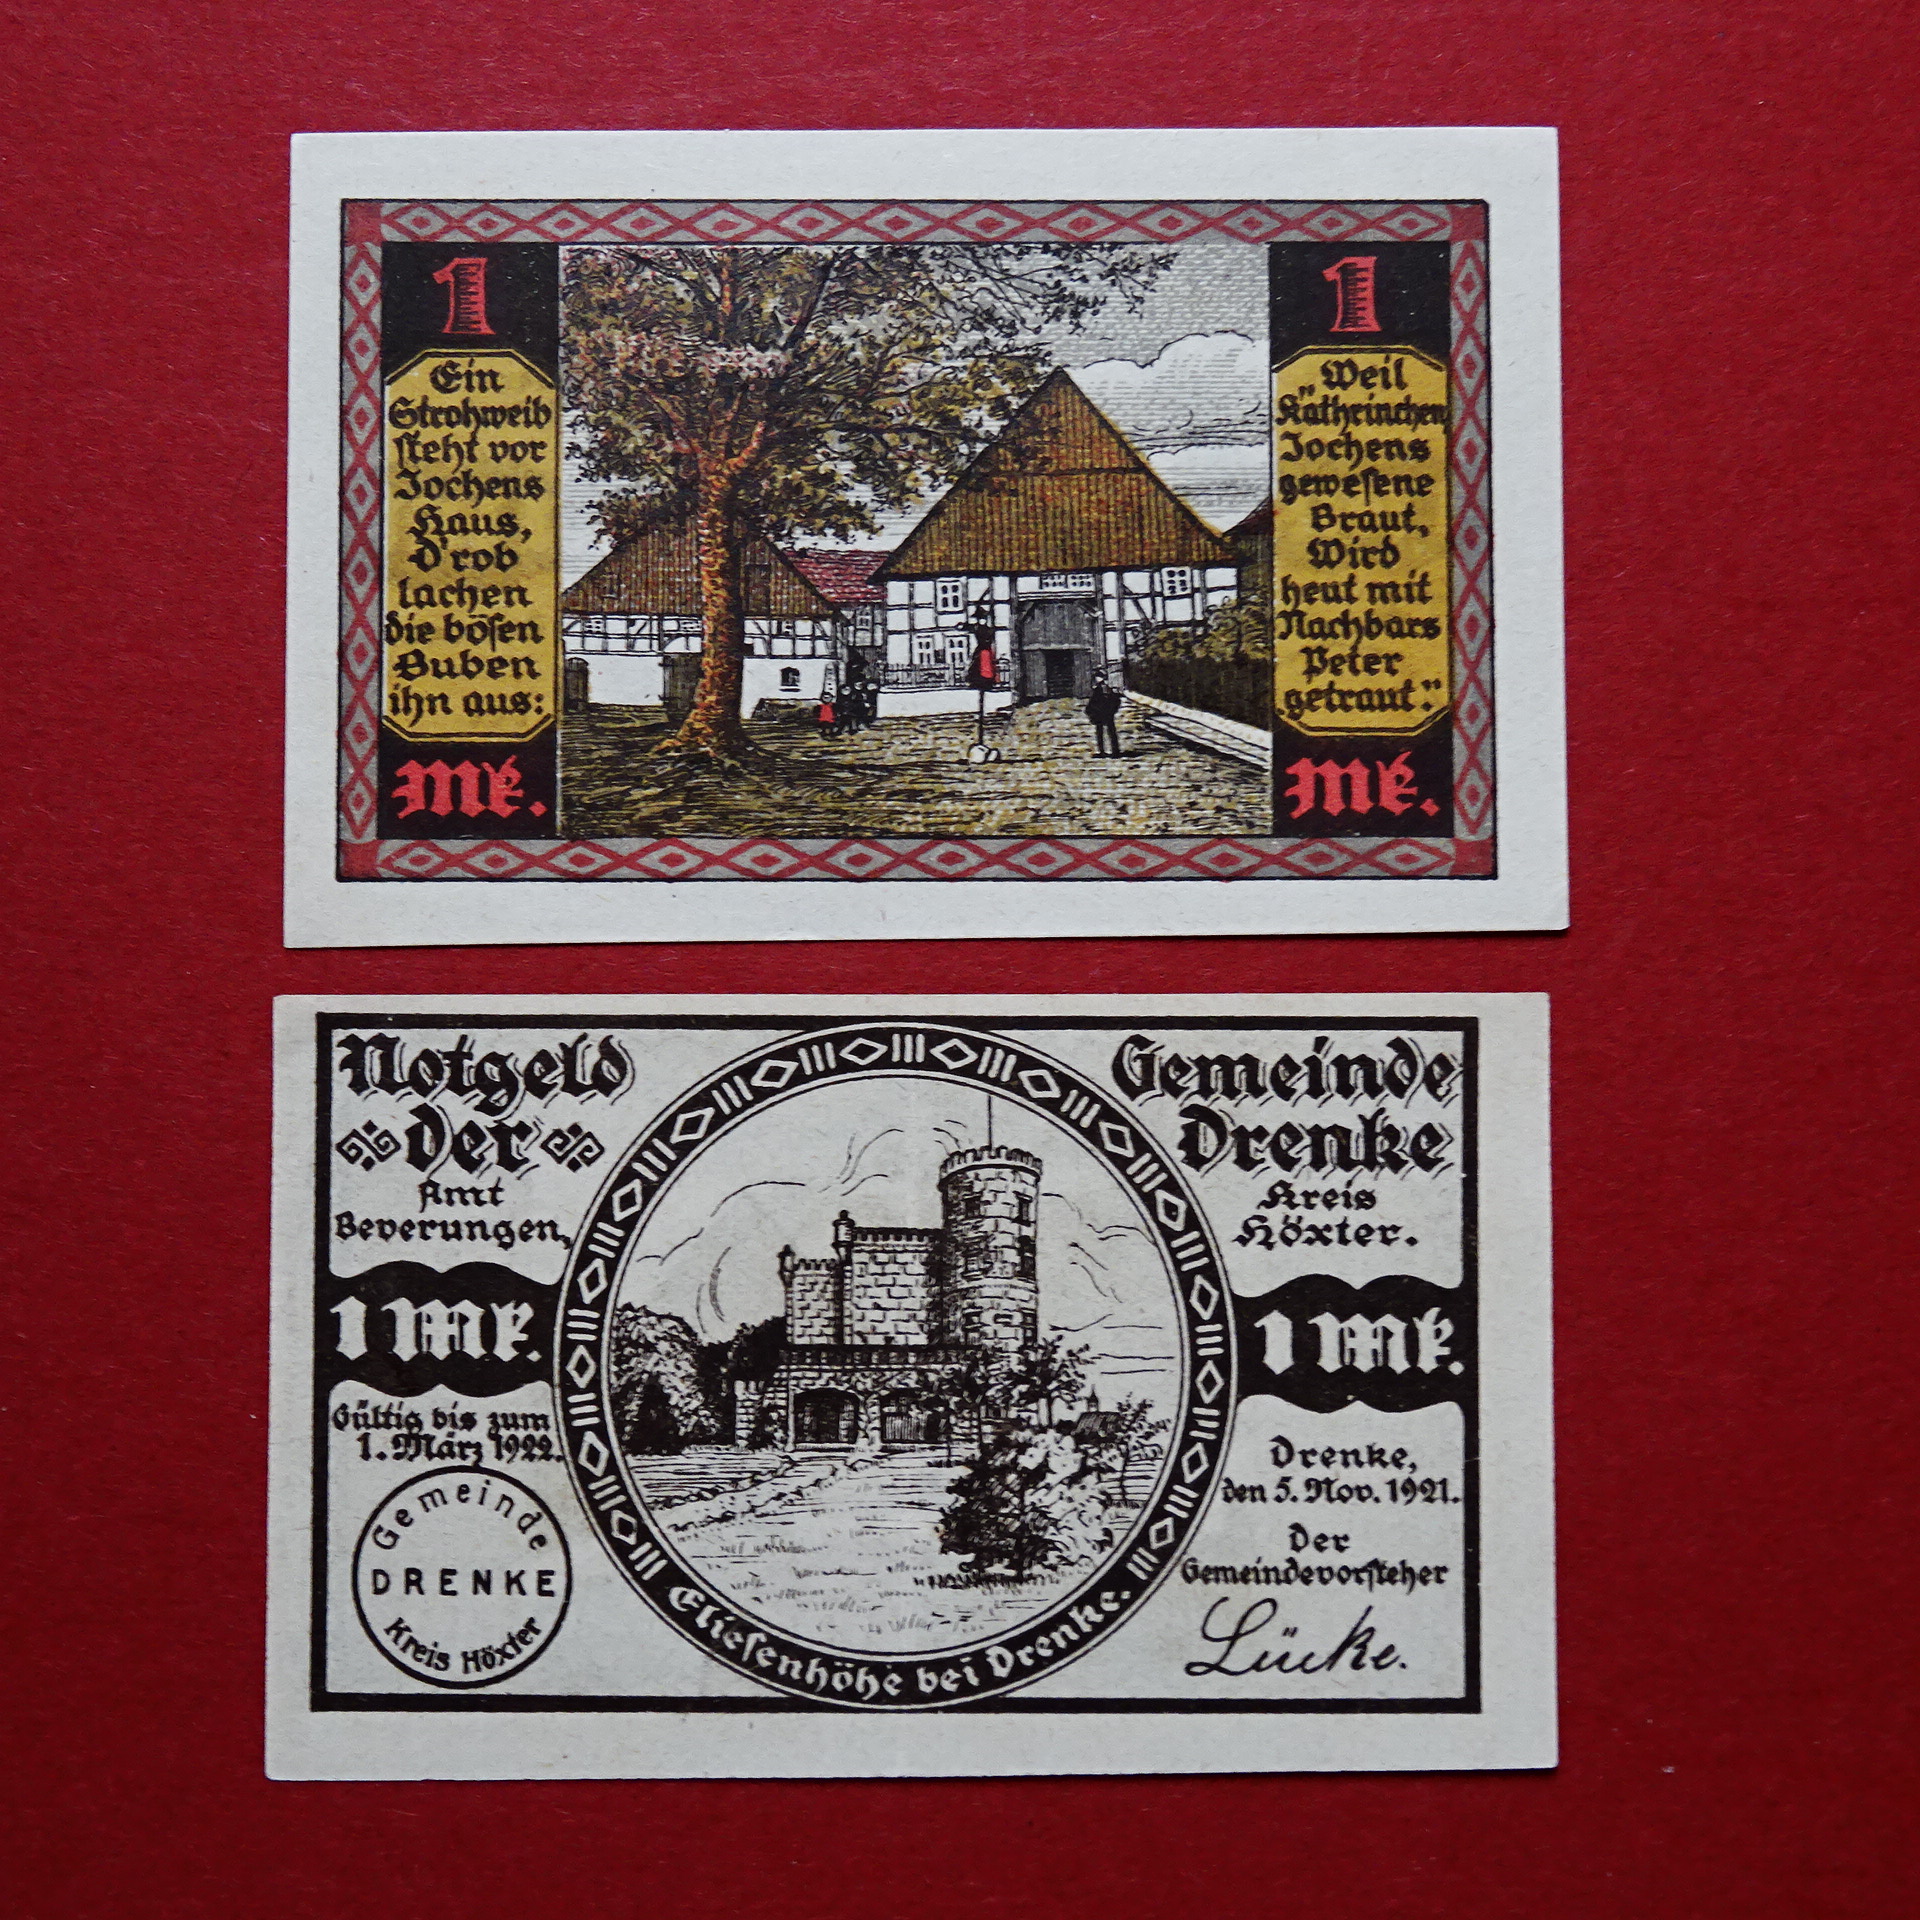 1
Ein
Strohweib
steht vor
Jochens
Haus,
D'rob
lachen
die bösen
Buben
ihn aus:
Mk.
1
„Weil
Kathrinchen
Jochens
gewesene
Braut,
Wird
heut mit
Nachbars
Peter
getraut."
Mk.
Notgeld
der
Amt
Beverungen,
1 Mk.
Gültig bis zum
1. März 1922.
Gemeinde
DRENKE
Kreis Höxter
Eliesenhöhe bei Drenke.
Gemeinde
Drenke
Kreis
Höxter.
1 Mk.
Drenke,
den 5. Nov. 1921.
Der
Gemeindevorsteher
Lücke.